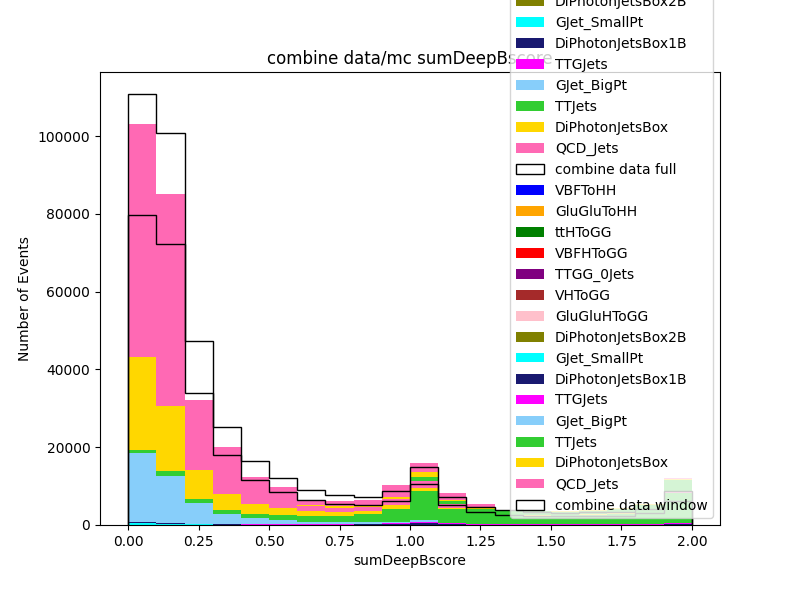 DiPhotonJetsBox2B
GJet_SmallPt
DiPhotonJetsBox1B
combine data/mc sumDeepBscore
TTGJets
GJet_BigPt
TTJets
DiPhotonJetsBox
QCD_Jets
combine data full
VBFToHH
GluGluToHH
ttHToGG
VBFHToGG
TTGG_0Jets
VHToGG
GluGluHToGG
DiPhotonJetsBox2B
GJet_SmallPt
DiPhotonJetsBox1B
TTGJets
GJet_BigPt
TTJets
DiPhotonJetsBox
QCD_Jets
combine data window
Number of Events
100000
80000
60000
40000
20000
0
0.00 0.25 0.50 0.75 1.00 1.25 1.50 1.75 2.00
sumDeepBscore